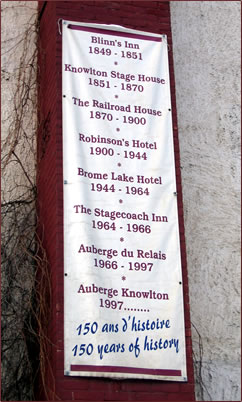 Blinn's Inn
1849 - 1851
*
Knowlton Stage House
1851 - 1870
*
The Railroad House
1870 - 1900
*
Robinson's Hotel
1900 - 1944
*
Brome Lake Hotel
1944 - 1964
*
The Stagecoach Inn
1964 - 1966
*
Auberge du Relais
1966 - 1997
*
Auberge Knowlton
1997........
150 ans d'histoire
150 years of history